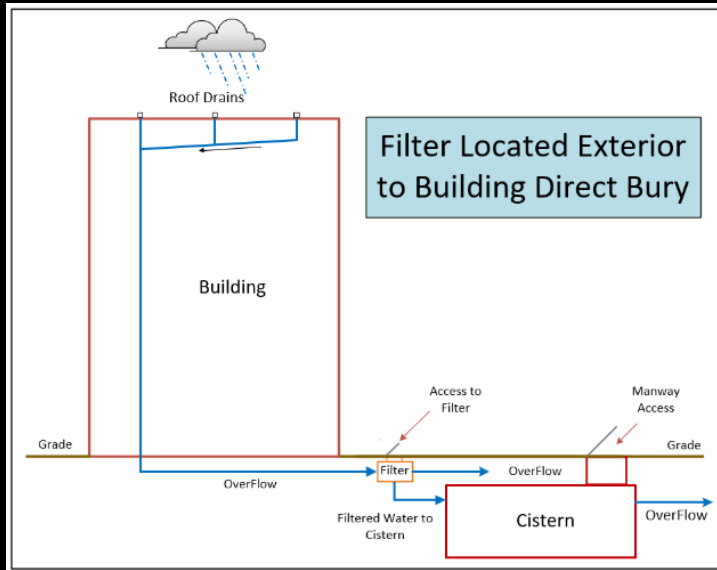 Roof Drains
Filter Located Exterior
to Building Direct Bury
Building
Access to
Filter
Manway
Access
Grade
Grade
OverFlow
Filter
OverFlow
Filtered Water to
Cistern
Cistern
OverFlow